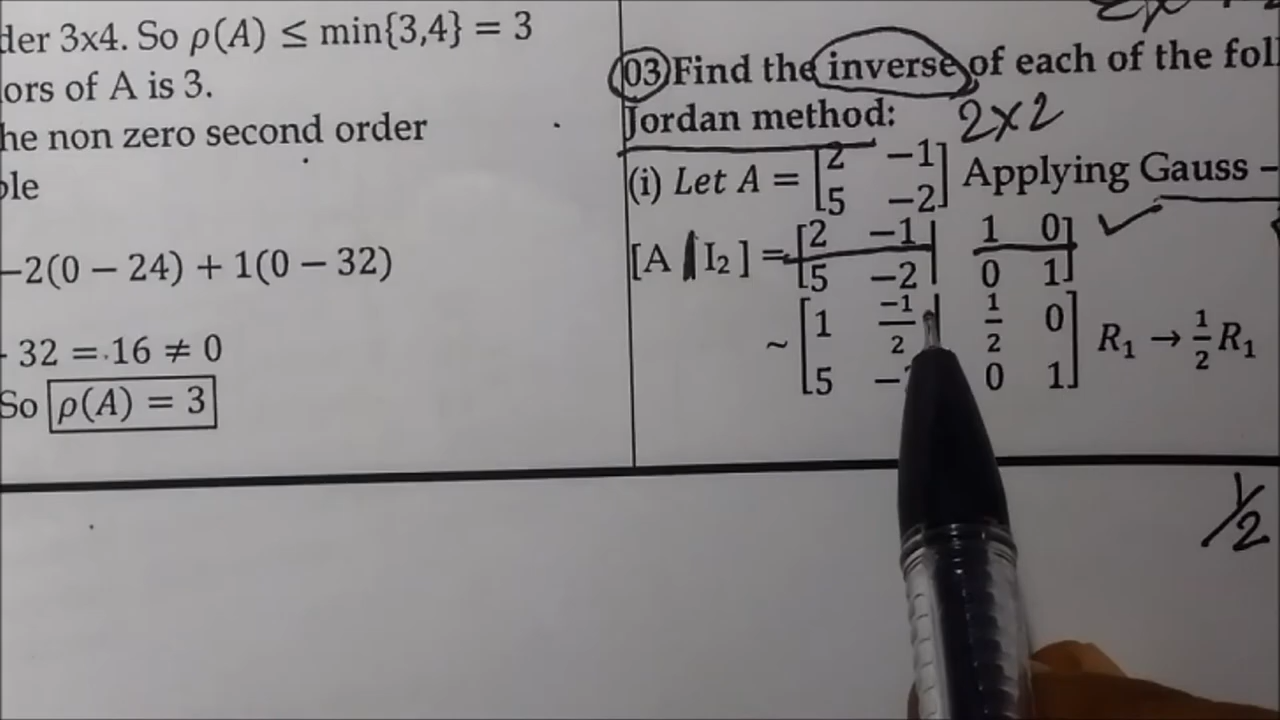 der 3x4. So ρ(A) ≤ min{3,4} = 3
ors of A is 3.
he non zero second order
ole
−2(0 − 24) + 1(0 − 32)
32 = 16 ≠ 0
So ρ(A) = 3
03 Find the inverse of each of the foll
Jordan method: 2×2
(i) Let A = [2 −1] Applying Gauss –
[5 −2]
[A | I₂] = [2 −1 | 1 0] ✓
[5 −2 | 0 1]
~ [1 −1/2 | 1/2 0] R₁ → 1/2 R₁
[5 − 0 1]
1/2